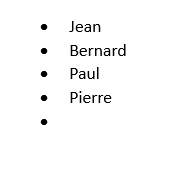 • Jean
• Bernard
• Paul
• Pierre
•